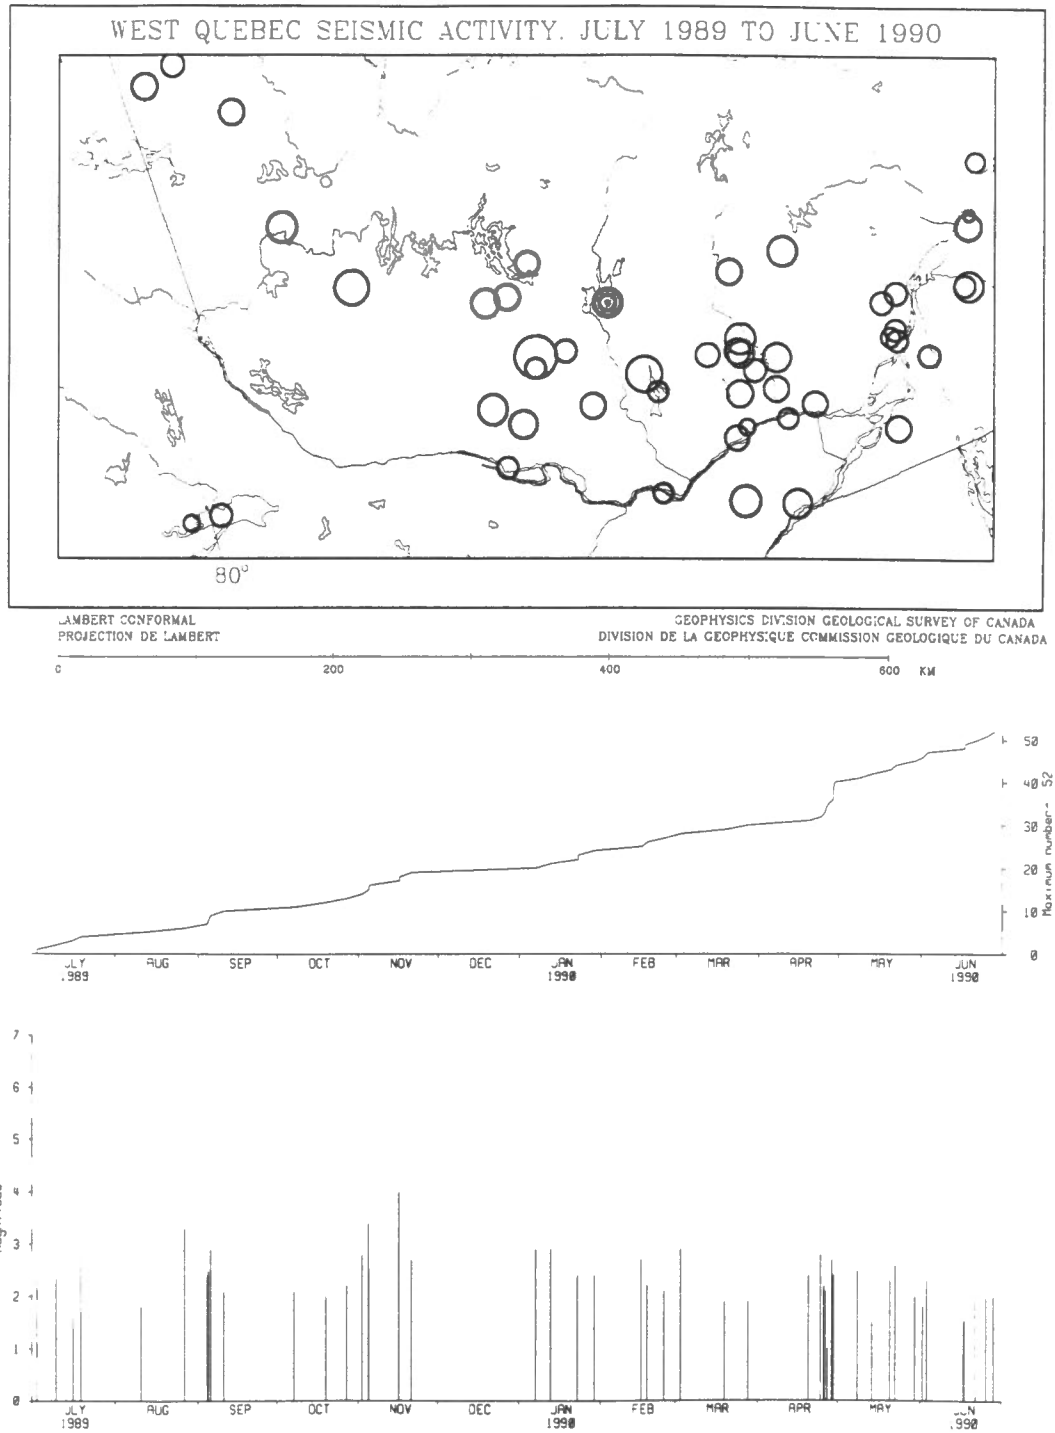 WEST QUEBEC SEISMIC ACTIVITY. JULY 1989 TO JUNE 1990
80°
LAMBERT CONFORMAL
PROJECTION DE LAMBERT
GEOPHYSICS DIVISION GEOLOGICAL SURVEY OF CANADA
DIVISION DE LA GEOPHYSIQUE COMMISSION GEOLOGIQUE DU CANADA
0 200 400 600 KM
50
40
30
20
10
0
Maximum number: 52
JLY AUG SEP OCT NOV DEC JAN FEB MAR APR MAY JUN
1989 1990 1990
7
6
5
4
3
2
1
0
JLY AUG SEP OCT NOV DEC JAN FEB MAR APR MAY JUN
1989 1990 1990